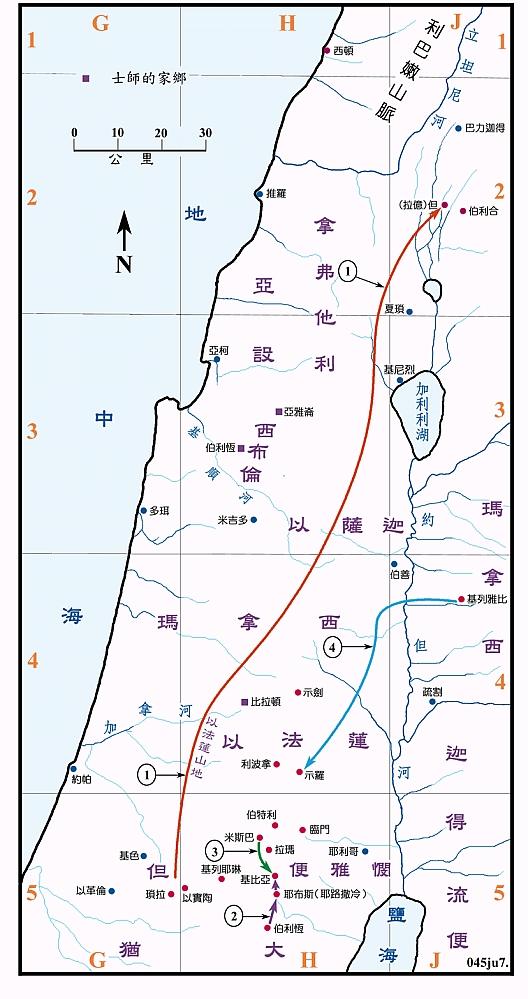 G
H
J
1
1
西頓
利巴嫩山脈
立坦尼河
士師的家鄉
0 10 20 30
公里
巴力迦得
2
2
推羅
地
N
(拉億)但
伯利合
拿弗他利
亞設
1
夏瑣
亞柯
基尼烈
加利利湖
3
3
中
亞雅崙
西布倫
伯利恆
基順河
多珥
米吉多
以薩迦
約但河
瑪拿西
伯善
基列雅比
海
瑪拿西
4
4
4
疏割
比拉頓
示劍
加拿河
以法蓮山地
以法蓮
利波拿
示羅
約帕
1
迦得
伯特利
臨門
米斯巴
3
拉瑪
耶利哥
基色
但
基列耶琳
基比亞
便雅憫
5
5
以革倫
瑣拉
以實陶
耶布斯(耶路撒冷)
2
伯利恆
流便
鹽海
猶大
G
H
J
045ju7.